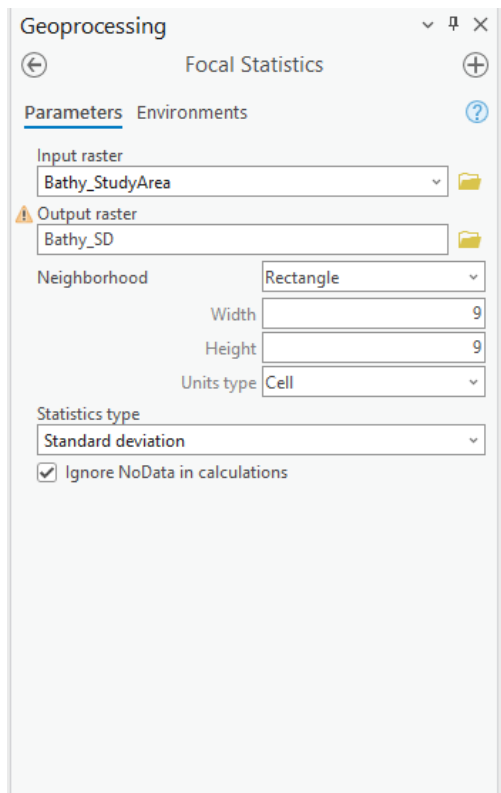 Geoprocessing
Focal Statistics
Parameters Environments
Input raster
Bathy_StudyArea
Output raster
Bathy_SD
Neighborhood Rectangle
Width 9
Height 9
Units type Cell
Statistics type
Standard deviation
Ignore NoData in calculations